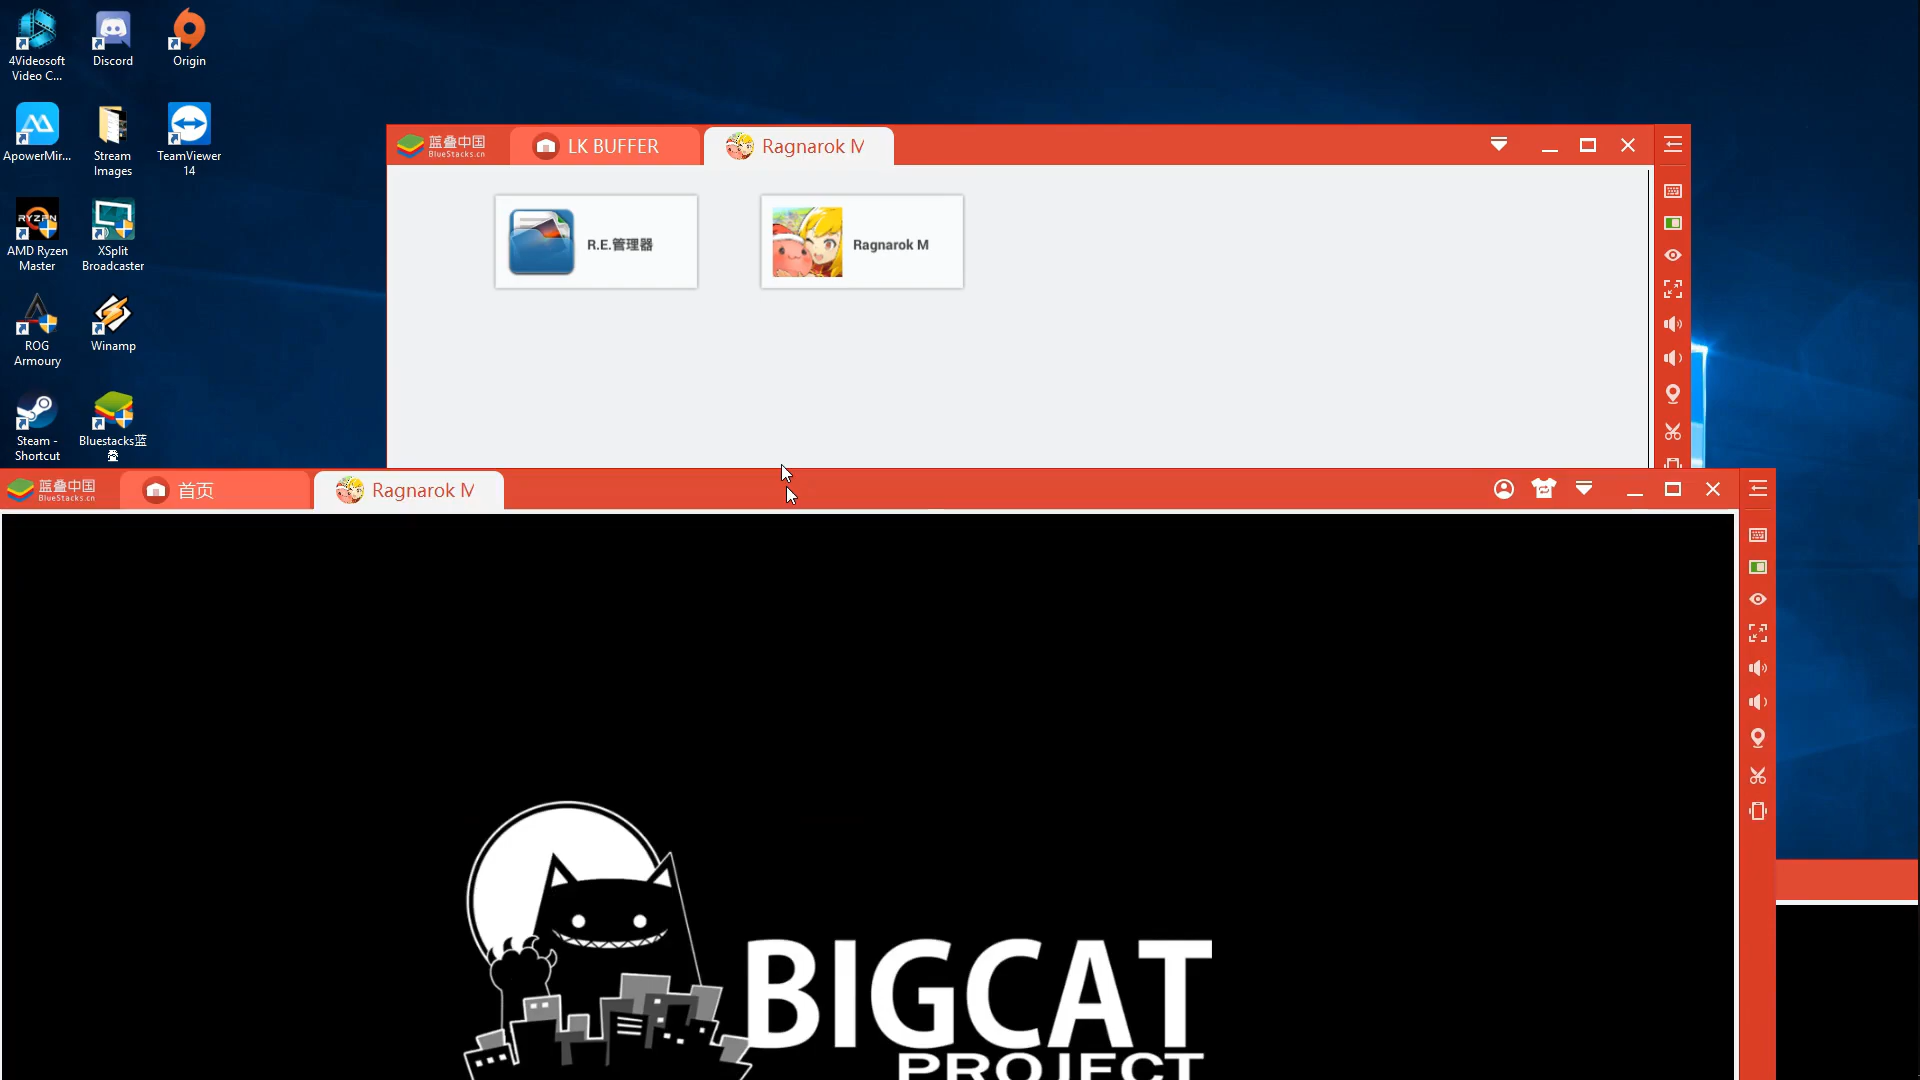 4Videosoft
Video C...
Discord
Origin
ApowerMir...
Stream
Images
TeamViewer
14
RYZEN
AMD Ryzen
Master
XSplit
Broadcaster
ROG
Armoury
Winamp
Steam -
Shortcut
Bluestacks蓝
叠
蓝叠中国
BlueStacks.cn
LK BUFFER
Ragnarok M
R.E.管理器
Ragnarok M
蓝叠中国
BlueStacks.cn
首页
Ragnarok M
BIGCAT
PROJECT